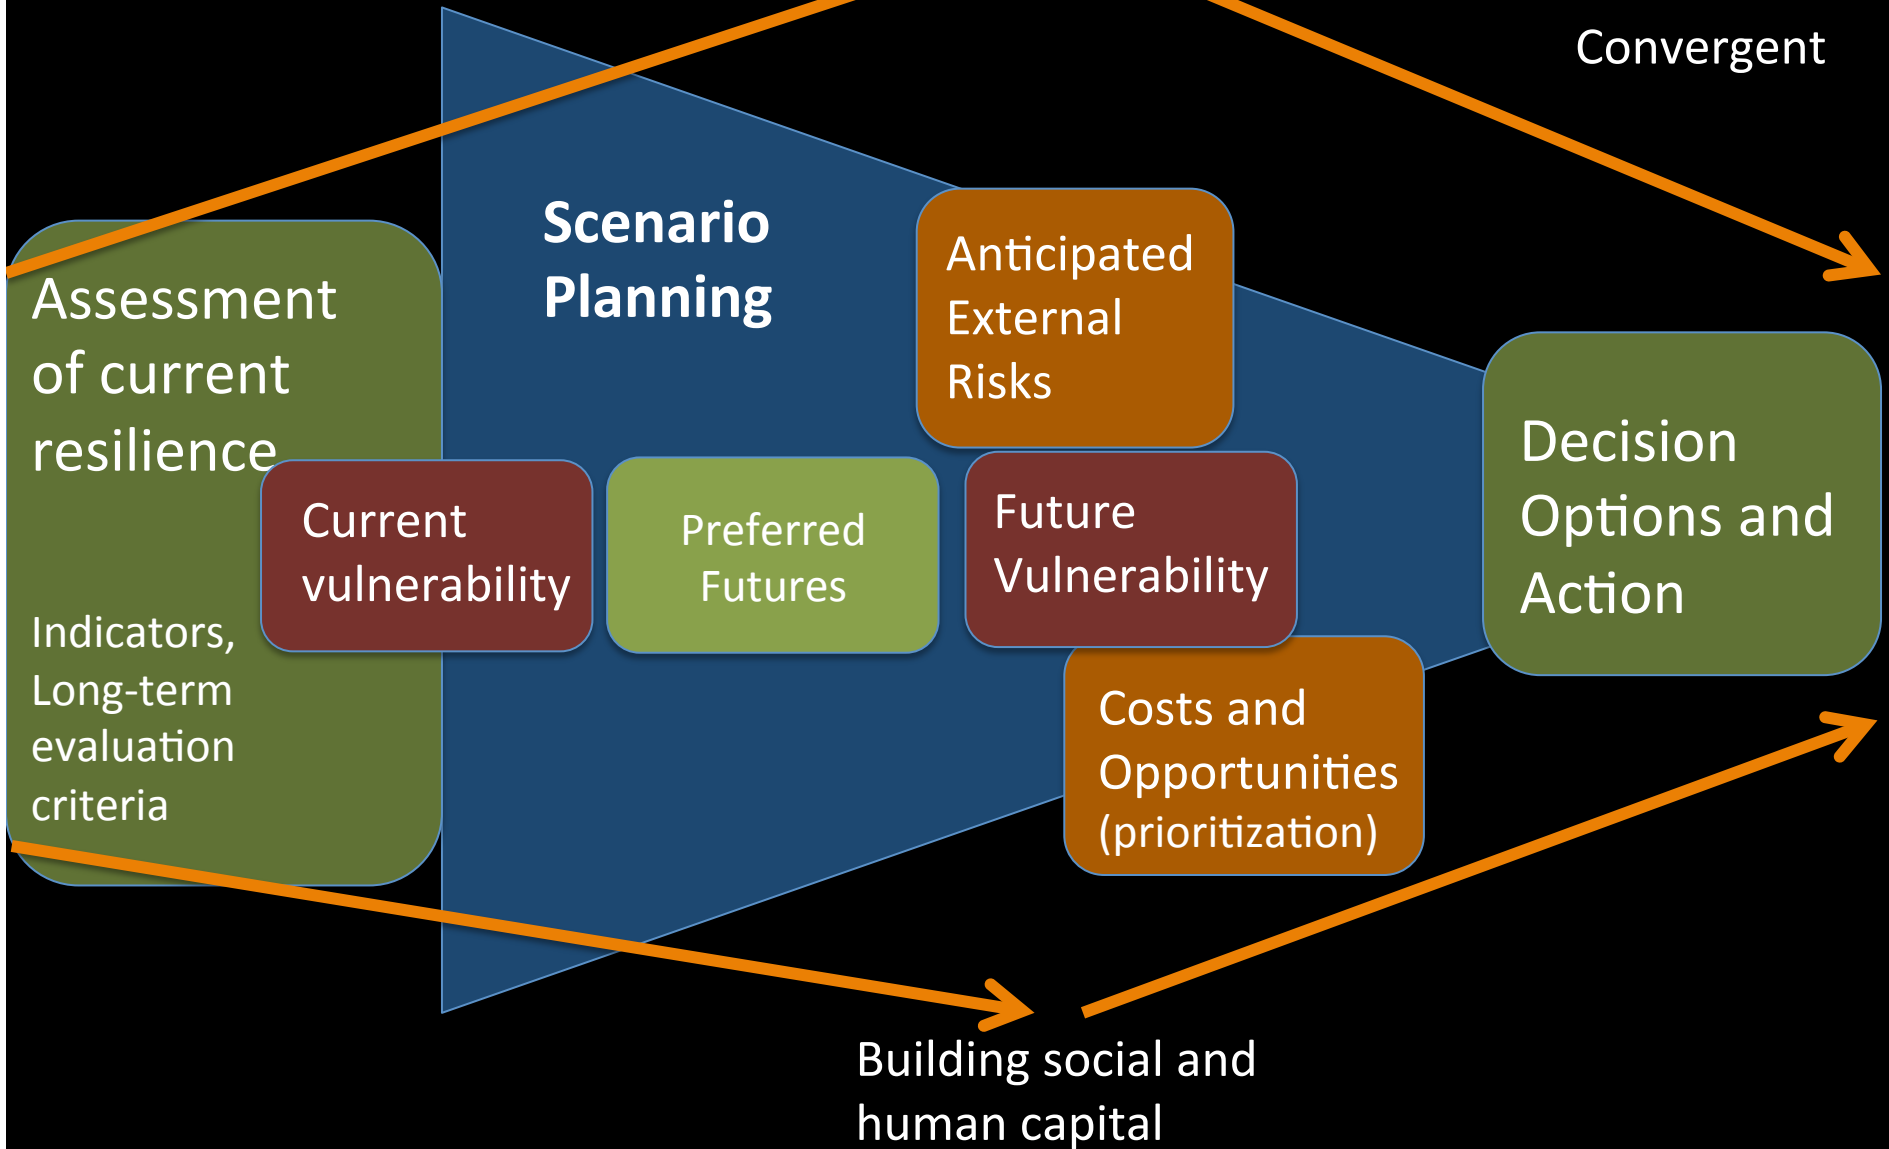 Convergent
Scenario
Planning
Anticipated
External
Risks
Assessment
of current
resilience
Indicators,
Long-term
evaluation
criteria
Current
vulnerability
Preferred
Futures
Future
Vulnerability
Costs and
Opportunities
(prioritization)
Decision
Options and
Action
Building social and
human capital